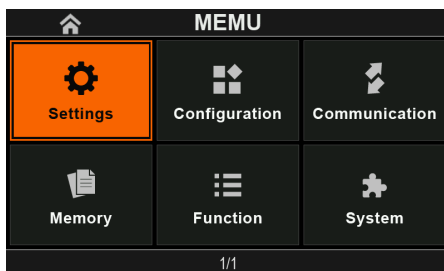 MEMU
Settings
Configuration
Communication
Memory
Function
System
1/1